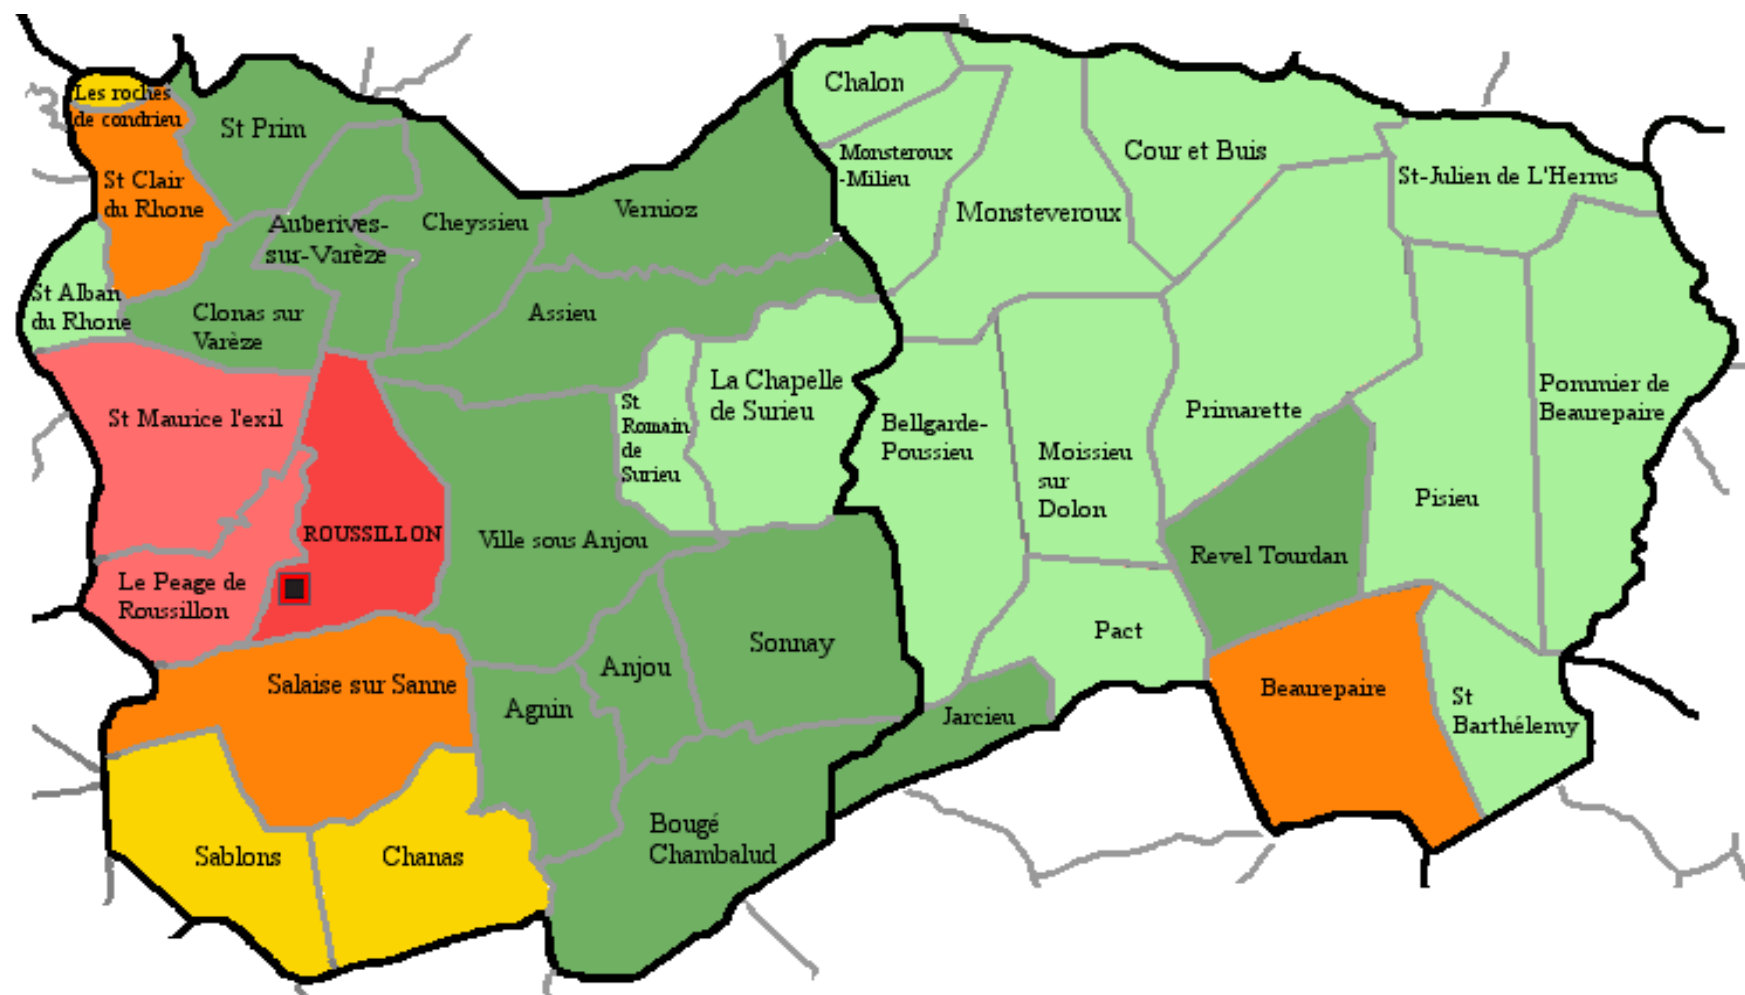 Les roches
de condrieu
St Prim
St Clair
du Rhone
Auberives-
sur-Varèze
Cheyssieu
Vernioz
Chalon
Monsteroux
-Milieu
Monsteveroux
Cour et Buis
St-Julien de L'Herms
St Alban
du Rhone
Clonas sur
Varèze
Assieu
St Maurice l'exil
St
Romain
de
Surieu
La Chapelle
de Surieu
Bellgarde-
Poussieu
Moissieu
sur
Dolon
Primarette
Pommier de
Beaurepaire
Pisieu
ROUSSILLON
Ville sous Anjou
Revel Tourdan
Le Peage de
Roussillon
Pact
Sonnay
Anjou
Salaise sur Sanne
Agnin
Jarcieu
Beaurepaire
St
Barthélemy
Sablons
Chanas
Bougé
Chambalud